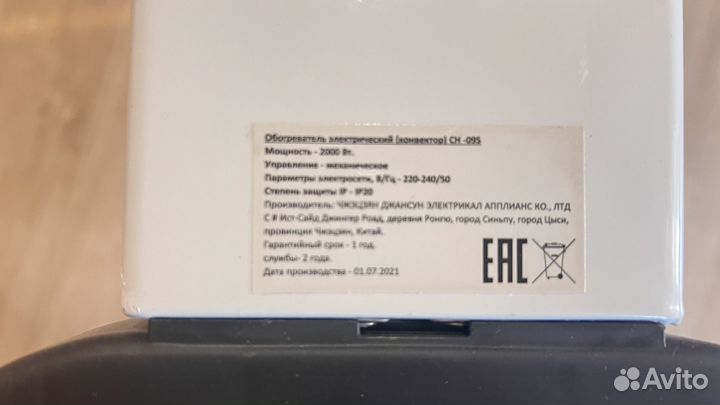 Обогреватель электрический (конвектор) CH -09S
Мощность - 2000 Вт.
Управление - механическое
Параметры электросети, В/Гц - 220-240/50
Степень защиты IP - IP20
Производитель: ЧЖЭЦЗЯН ДЖАНСУН ЭЛЕКТРИКАЛ АППЛИАНС КО., ЛТД
С # Ист-Сайд Джингер Роад, деревня Ронгю, город Синьпу, город Цыси,
провинция Чжэцзян, Китай.
Гарантийный срок - 1 год.
службы- 2 года.
Дата производства - 01.07.2021
EAC
Avito